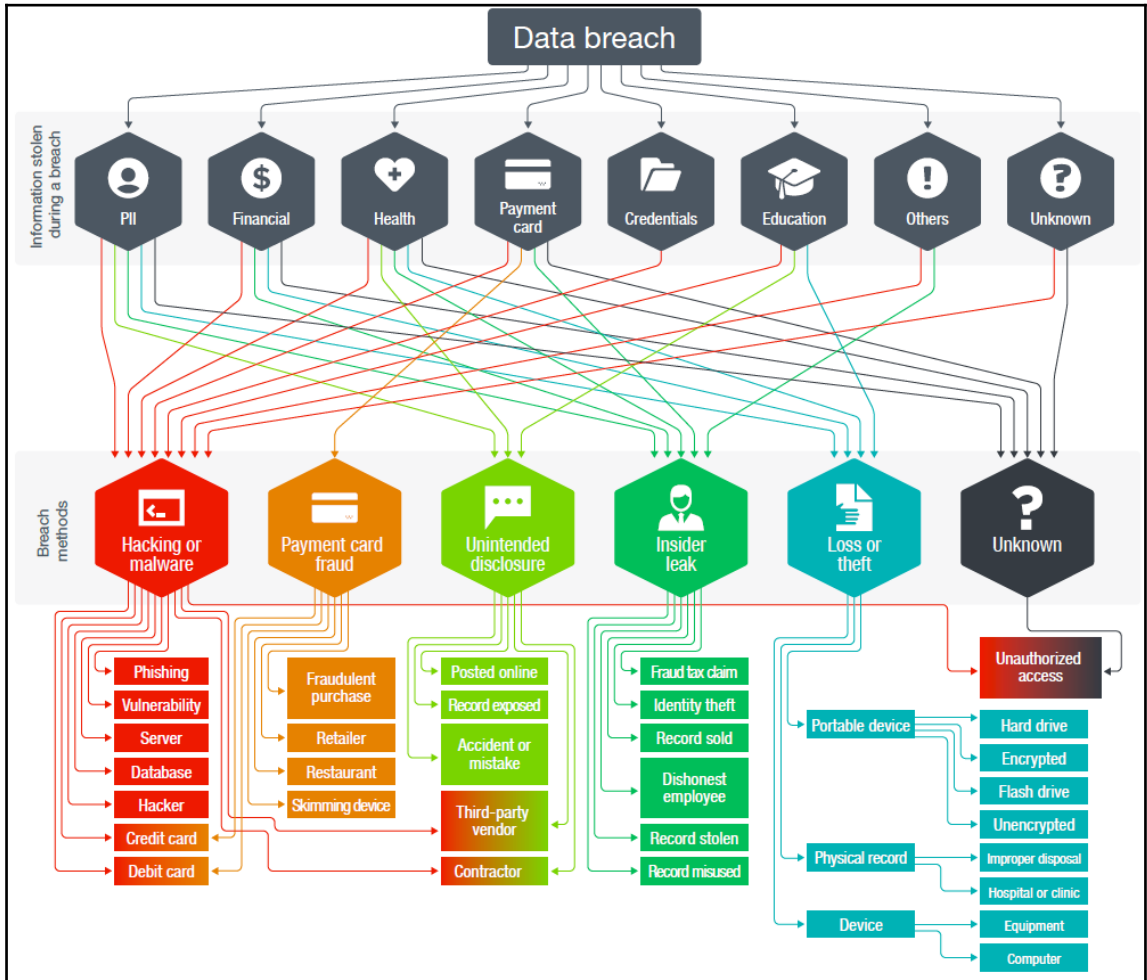 Data breach
Information stolen
during a breach
PII
Financial
Health
Payment
card
Credentials
Education
Others
Unknown
Breach
methods
Hacking or
malware
Payment card
fraud
Unintended
disclosure
Insider
leak
Loss or
theft
Unknown
Phishing
Vulnerability
Server
Database
Hacker
Credit card
Debit card
Fraudulent
purchase
Retailer
Restaurant
Skimming device
Posted online
Record exposed
Accident or
mistake
Third-party
vendor
Contractor
Fraud tax claim
Identity theft
Record sold
Dishonest
employee
Record stolen
Record misused
Unauthorized
access
Portable device
Hard drive
Encrypted
Flash drive
Unencrypted
Physical record
Improper disposal
Hospital or clinic
Device
Equipment
Computer